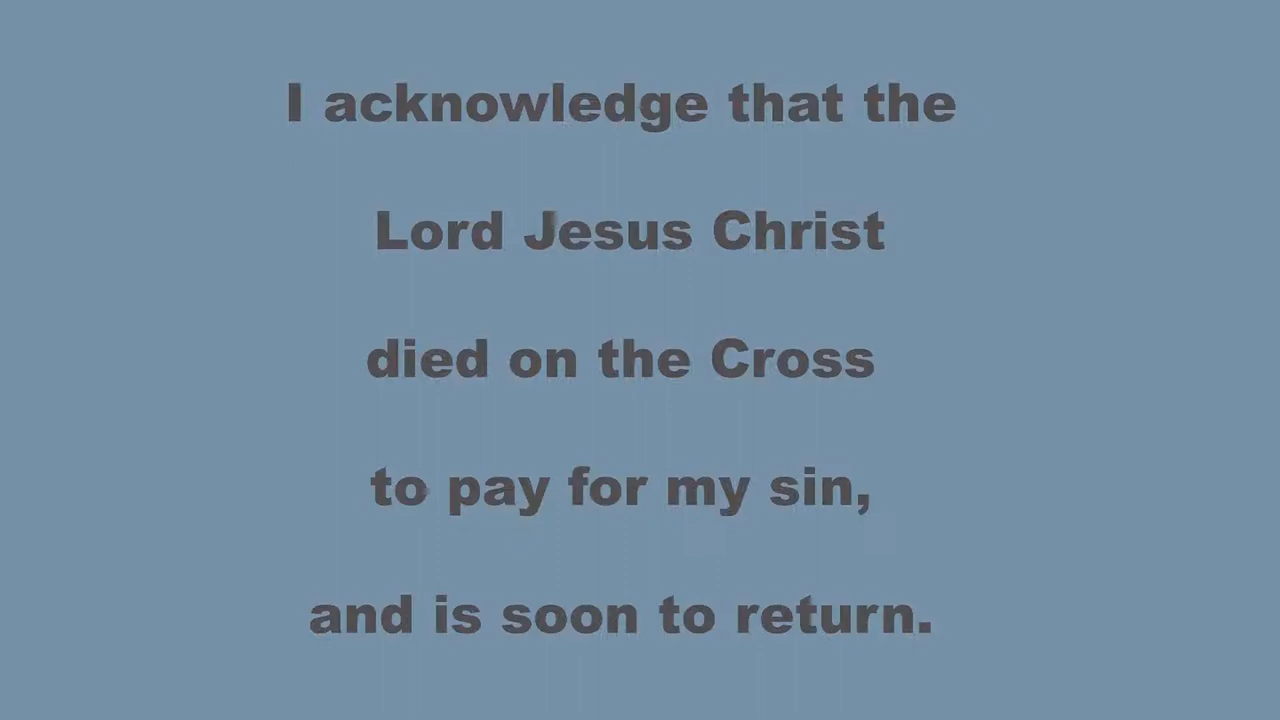 I acknowledge that the
Lord Jesus Christ
died on the Cross
to pay for my sin,
and is soon to return.